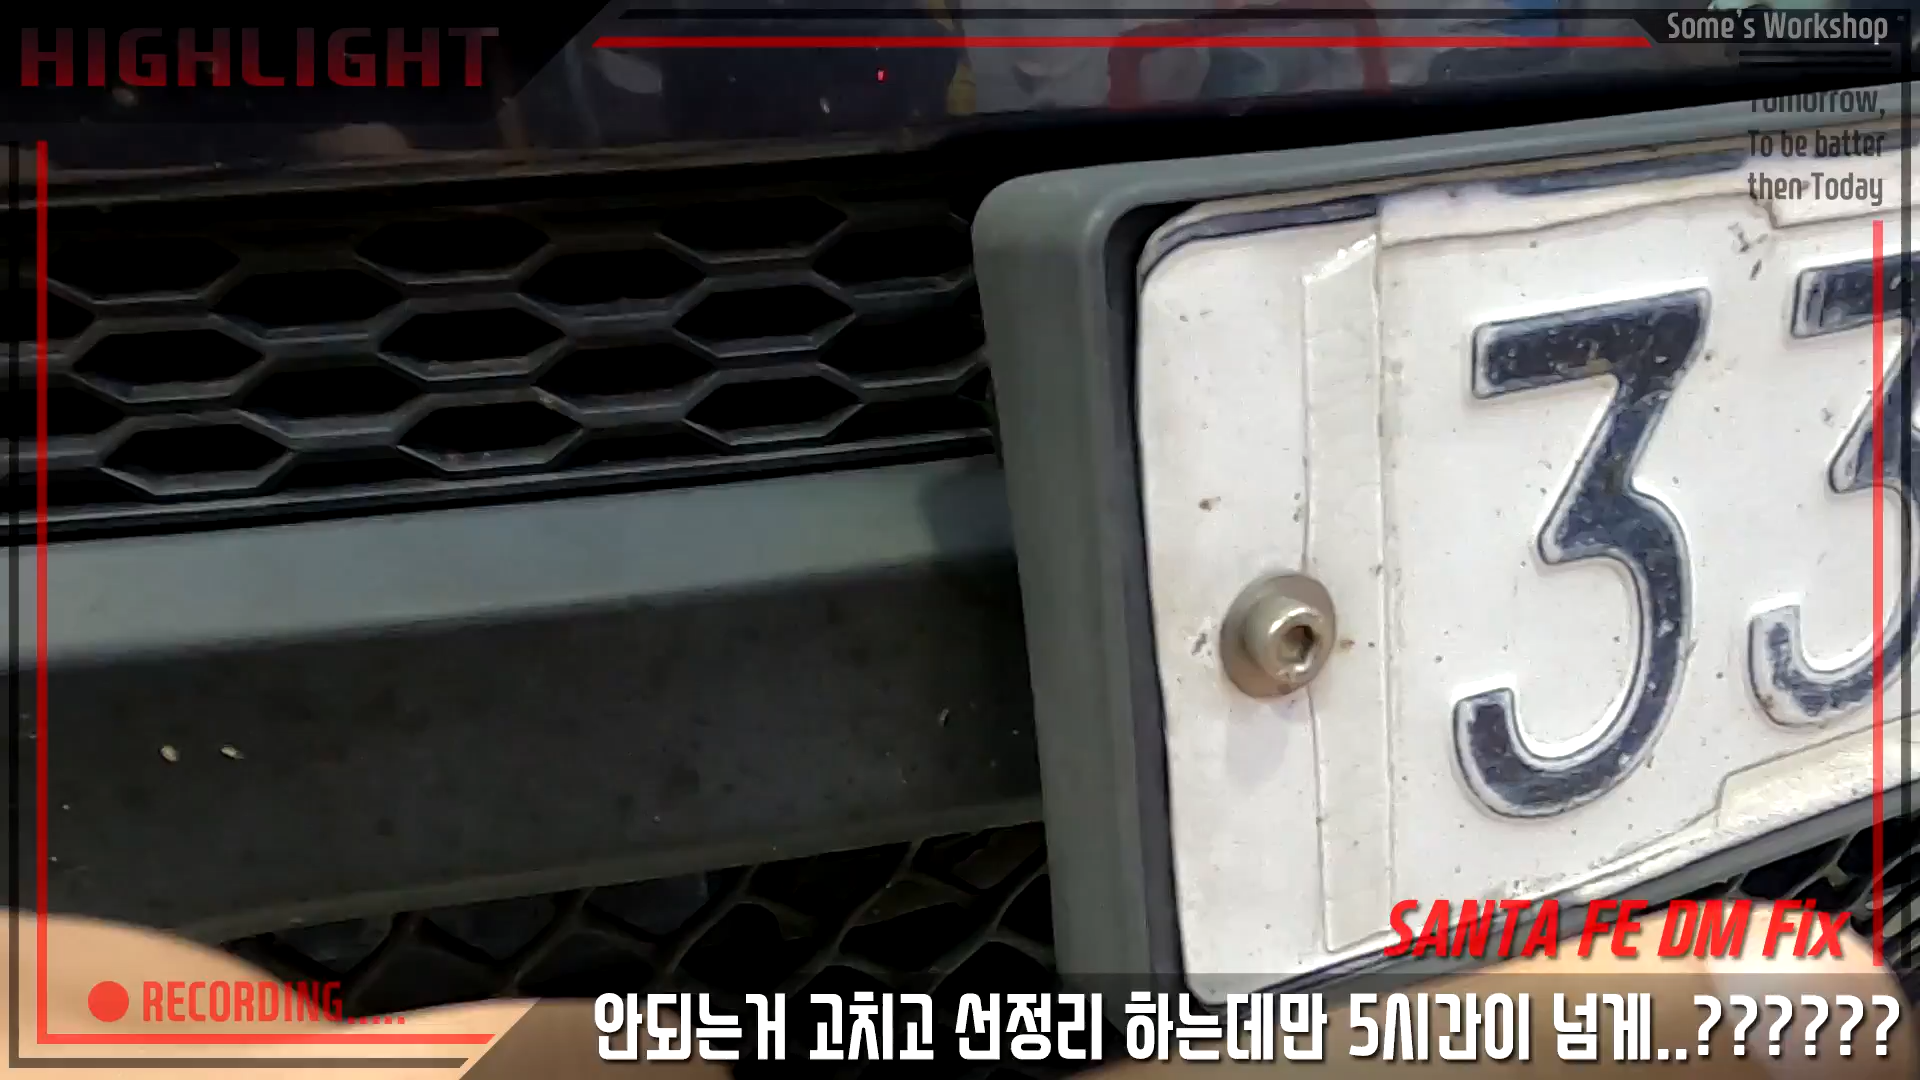 HIGHLIGHT
Some's Workshop
Tomorrow,
To be batter
then Today
33
SANTA FE DM Fix
RECORDING.....
안되는거 고치고 선정리 하는데만 5시간이 넘게..??????